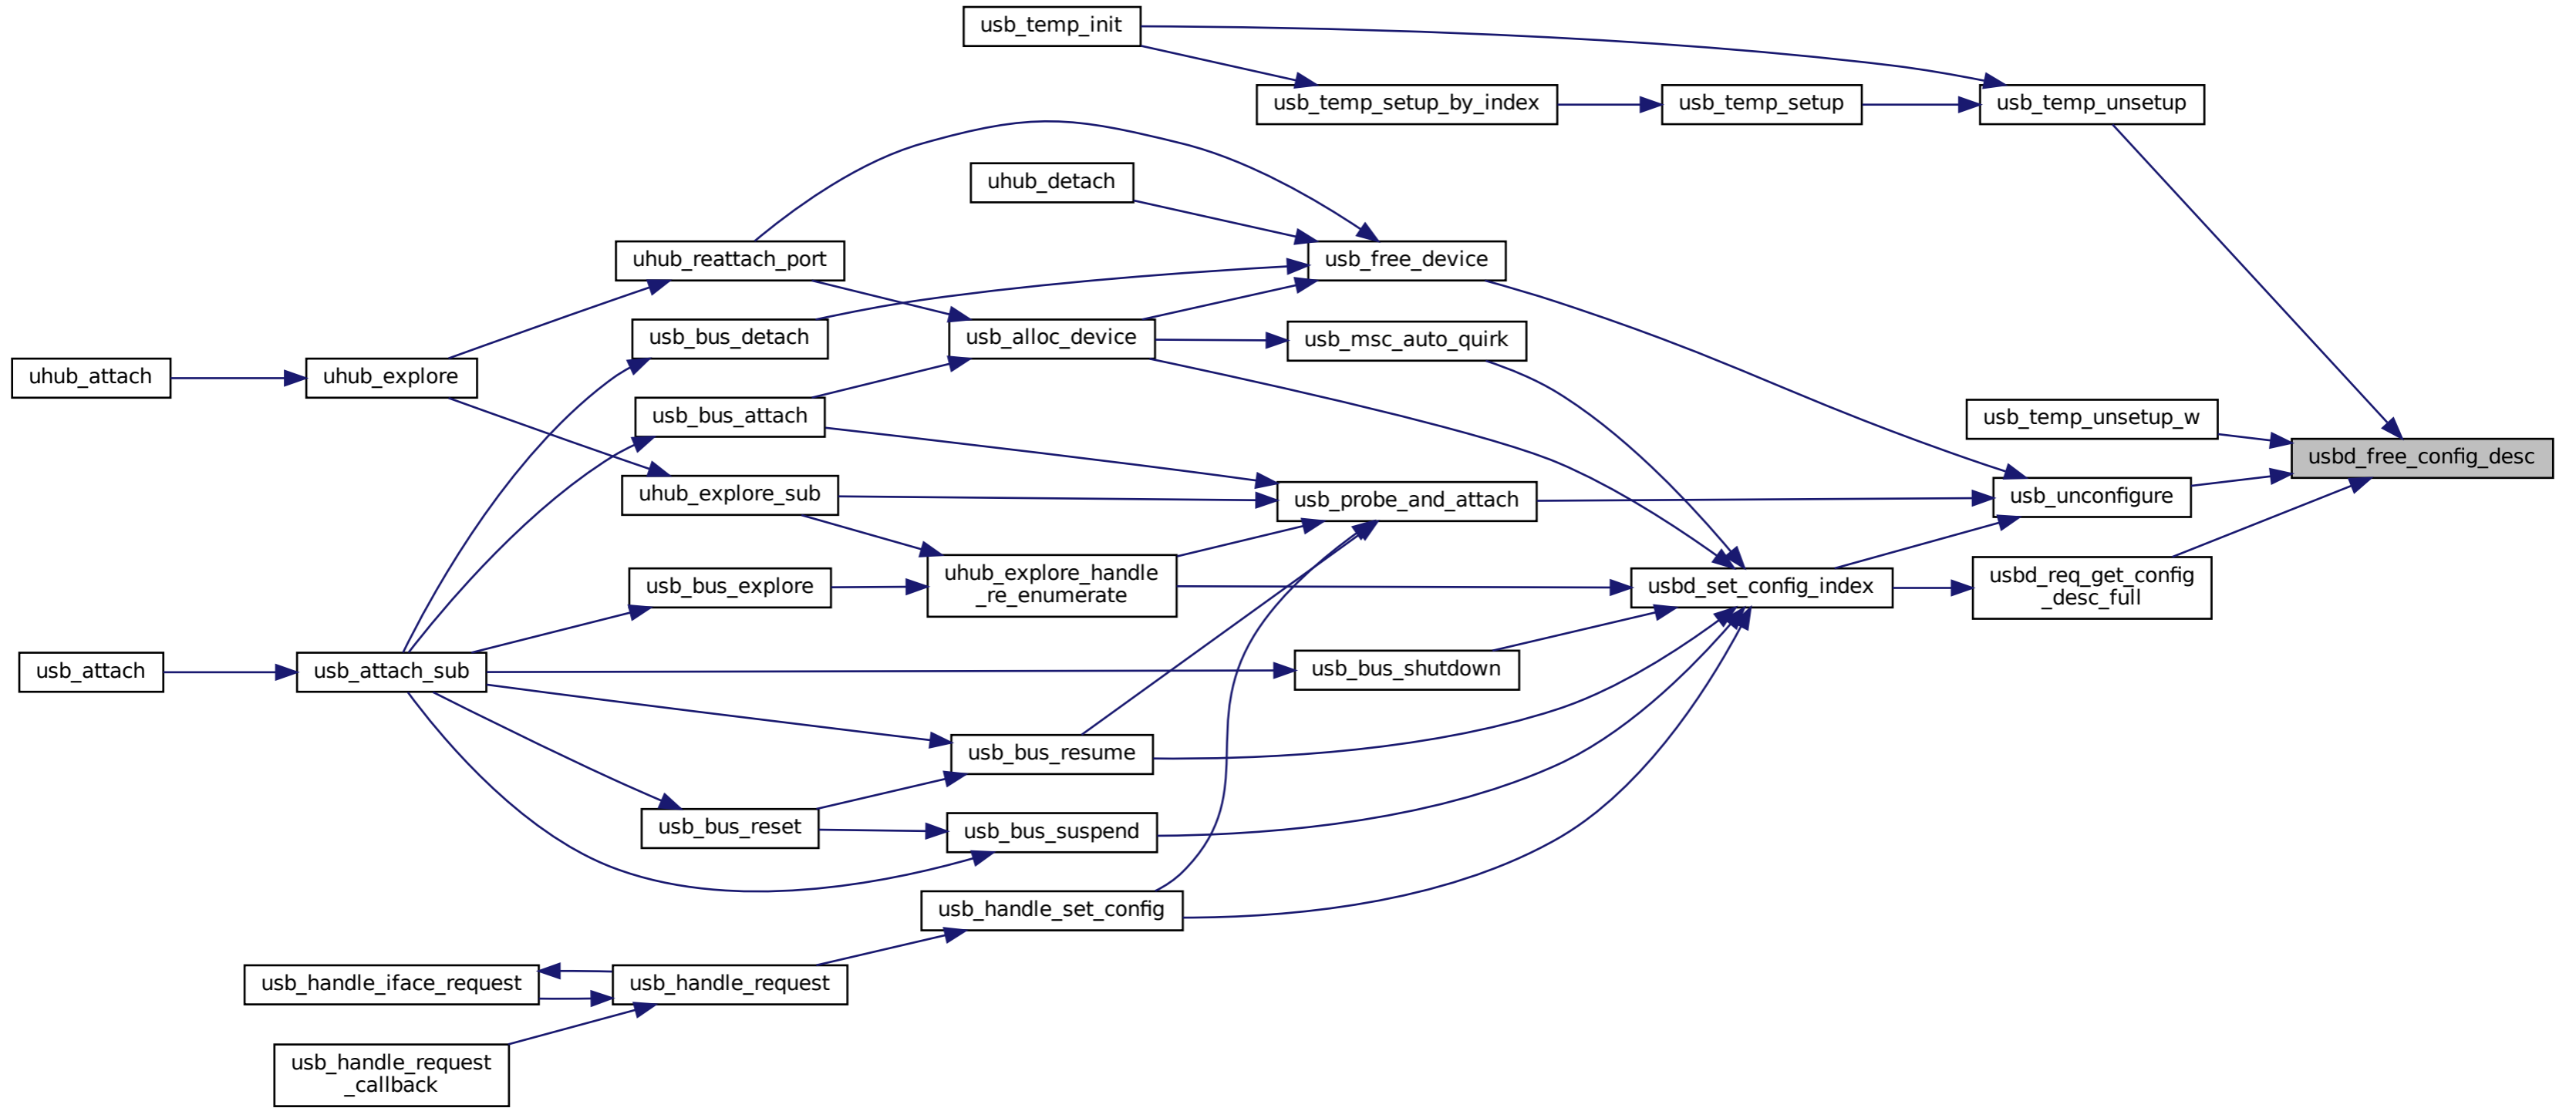 usb_temp_init
usb_temp_setup_by_index
usb_temp_setup
usb_temp_unsetup
uhub_detach
uhub_reattach_port
usb_free_device
usb_bus_detach
usb_alloc_device
usb_msc_auto_quirk
uhub_attach
uhub_explore
usb_bus_attach
usb_temp_unsetup_w
usbd_free_config_desc
uhub_explore_sub
usb_probe_and_attach
usb_unconfigure
usb_bus_explore
uhub_explore_handle
_re_enumerate
usbd_set_config_index
usbd_req_get_config
_desc_full
usb_attach
usb_attach_sub
usb_bus_shutdown
usb_bus_resume
usb_bus_reset
usb_bus_suspend
usb_handle_set_config
usb_handle_iface_request
usb_handle_request
usb_handle_request
_callback